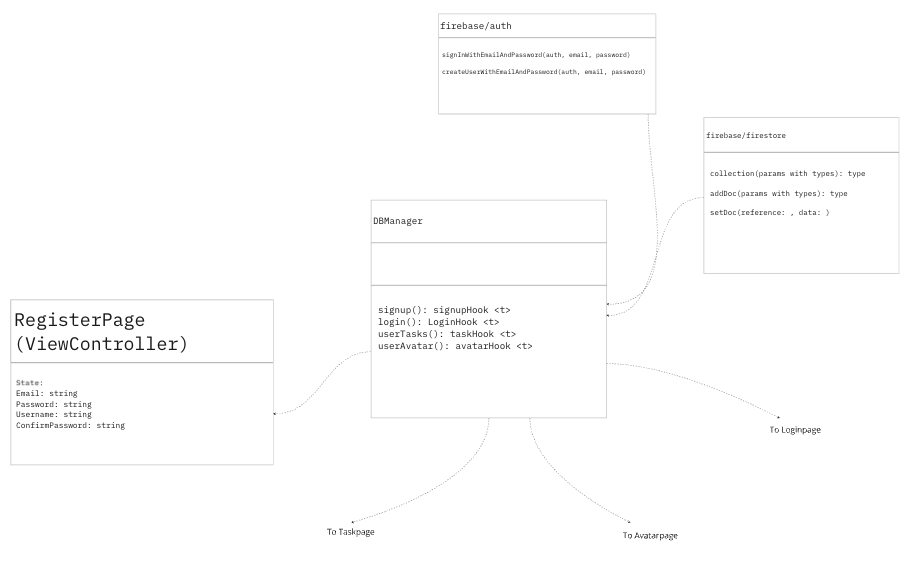 firebase/auth
signInWithEmailAndPassword(auth, email, password)
createUserWithEmailAndPassword(auth, email, password)
firebase/firestore
collection(params with types): type
addDoc(params with types): type
setDoc(reference: , data: )
DBManager
signup(): signupHook <t>
login(): LoginHook <t>
userTasks(): taskHook <t>
userAvatar(): avatarHook <t>
RegisterPage
(ViewController)
State:
Email: string
Password: string
Username: string
ConfirmPassword: string
To Loginpage
To Taskpage
To Avatarpage